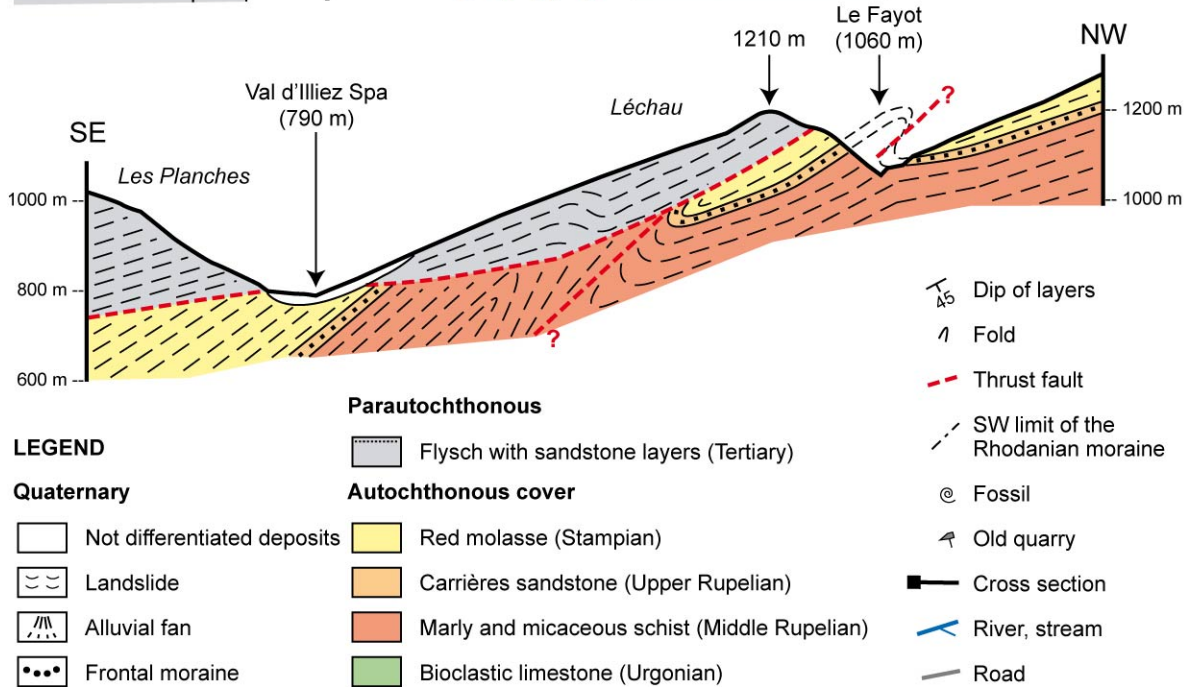 Le Fayot
(1060 m)
1210 m
NW
Val d'Illiez Spa
(790 m)
Léchau
?
1200 m
SE
Les Planches
1000 m
1000 m
800 m
600 m
?
Dip of layers
45
Fold
Thrust fault
SW limit of the
Rhodanian moraine
Fossil
Old quarry
Cross section
River, stream
Road
Parautochthonous
LEGEND
Flysch with sandstone layers (Tertiary)
Quaternary
Autochthonous cover
Not differentiated deposits
Red molasse (Stampian)
Landslide
Carrières sandstone (Upper Rupelian)
Alluvial fan
Marly and micaceous schist (Middle Rupelian)
Frontal moraine
Bioclastic limestone (Urgonian)